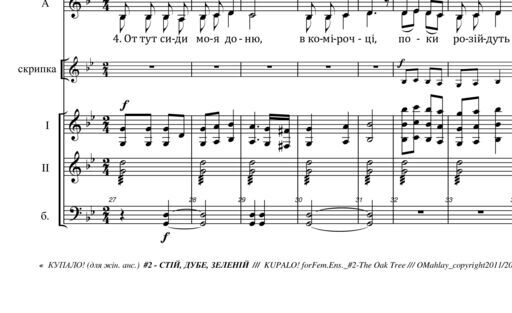 A
4. От тут си-ди мо-я до-ню, в ко-мі-роч-ці, по-ки ро-зій-дуть
скрипка
f
f
I
II
27 28 29 30 31 32 33
б.
f
« КУПАЛО! (для жін. анс.) #2 - СТІЙ, ДУБЕ, ЗЕЛЕНІЙ /// KUPALO! forFem.Ens._#2-The Oak Tree /// OMahlay_copyright2011/20